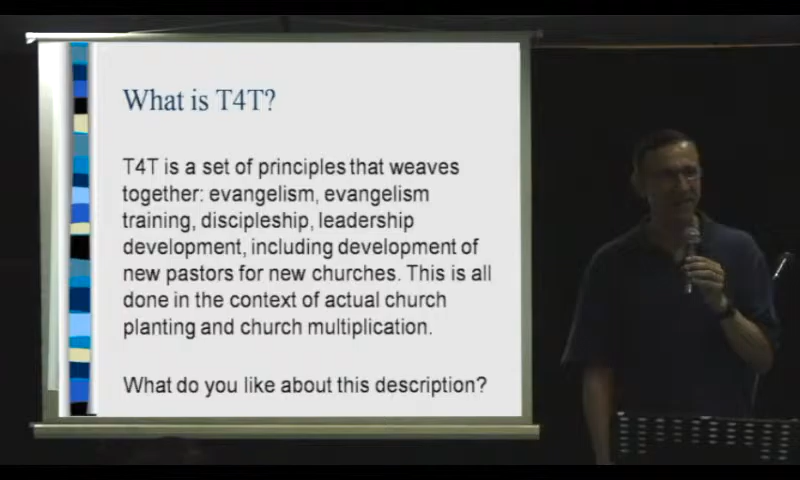 What is T4T?
T4T is a set of principles that weaves
together: evangelism, evangelism
training, discipleship, leadership
development, including development of
new pastors for new churches. This is all
done in the context of actual church
planting and church multiplication.
What do you like about this description?